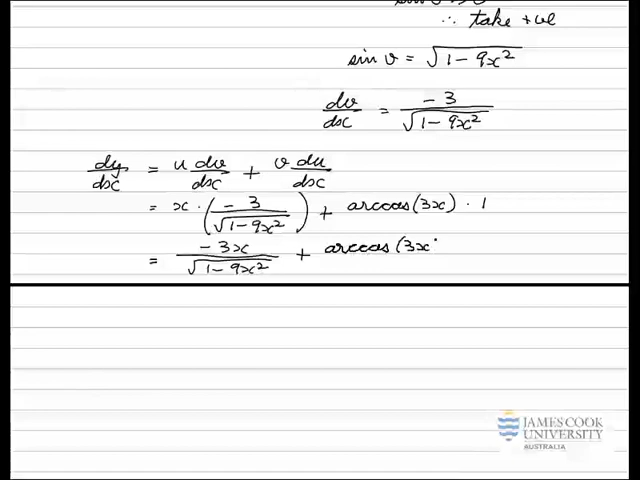 ∴ take +ve
sin v = √(1 - 9x²)
dv/dx = -3/√(1 - 9x²)
dy/dx = u dv/dx + v du/dx
= x · (-3/√(1 - 9x²)) + arccos(3x) · 1
= -3x/√(1 - 9x²) + arccos(3x
JAMES COOK
UNIVERSITY
AUSTRALIA